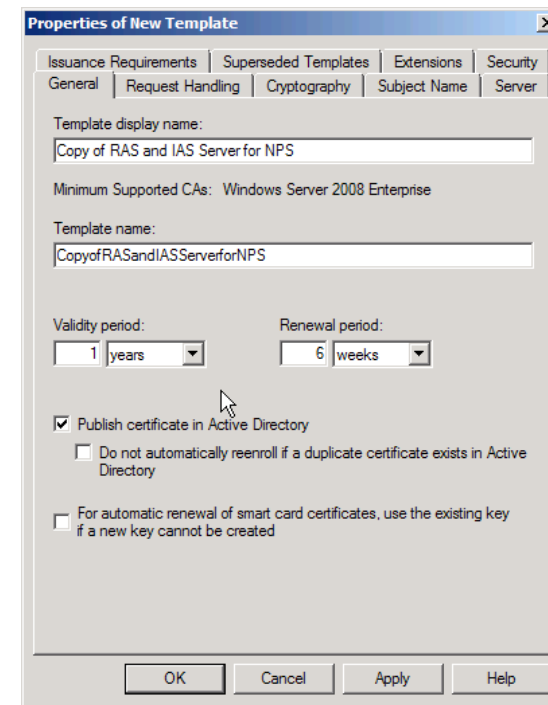 Properties of New Template
Issuance Requirements Superseded Templates Extensions Security
General Request Handling Cryptography Subject Name Server
Template display name:
Copy of RAS and IAS Server for NPS
Minimum Supported CAs: Windows Server 2008 Enterprise
Template name:
CopyofRASandIASServerforNPS
Validity period: Renewal period:
1 years 6 weeks
Publish certificate in Active Directory
Do not automatically reenroll if a duplicate certificate exists in Active
Directory
For automatic renewal of smart card certificates, use the existing key
if a new key cannot be created
OK Cancel Apply Help